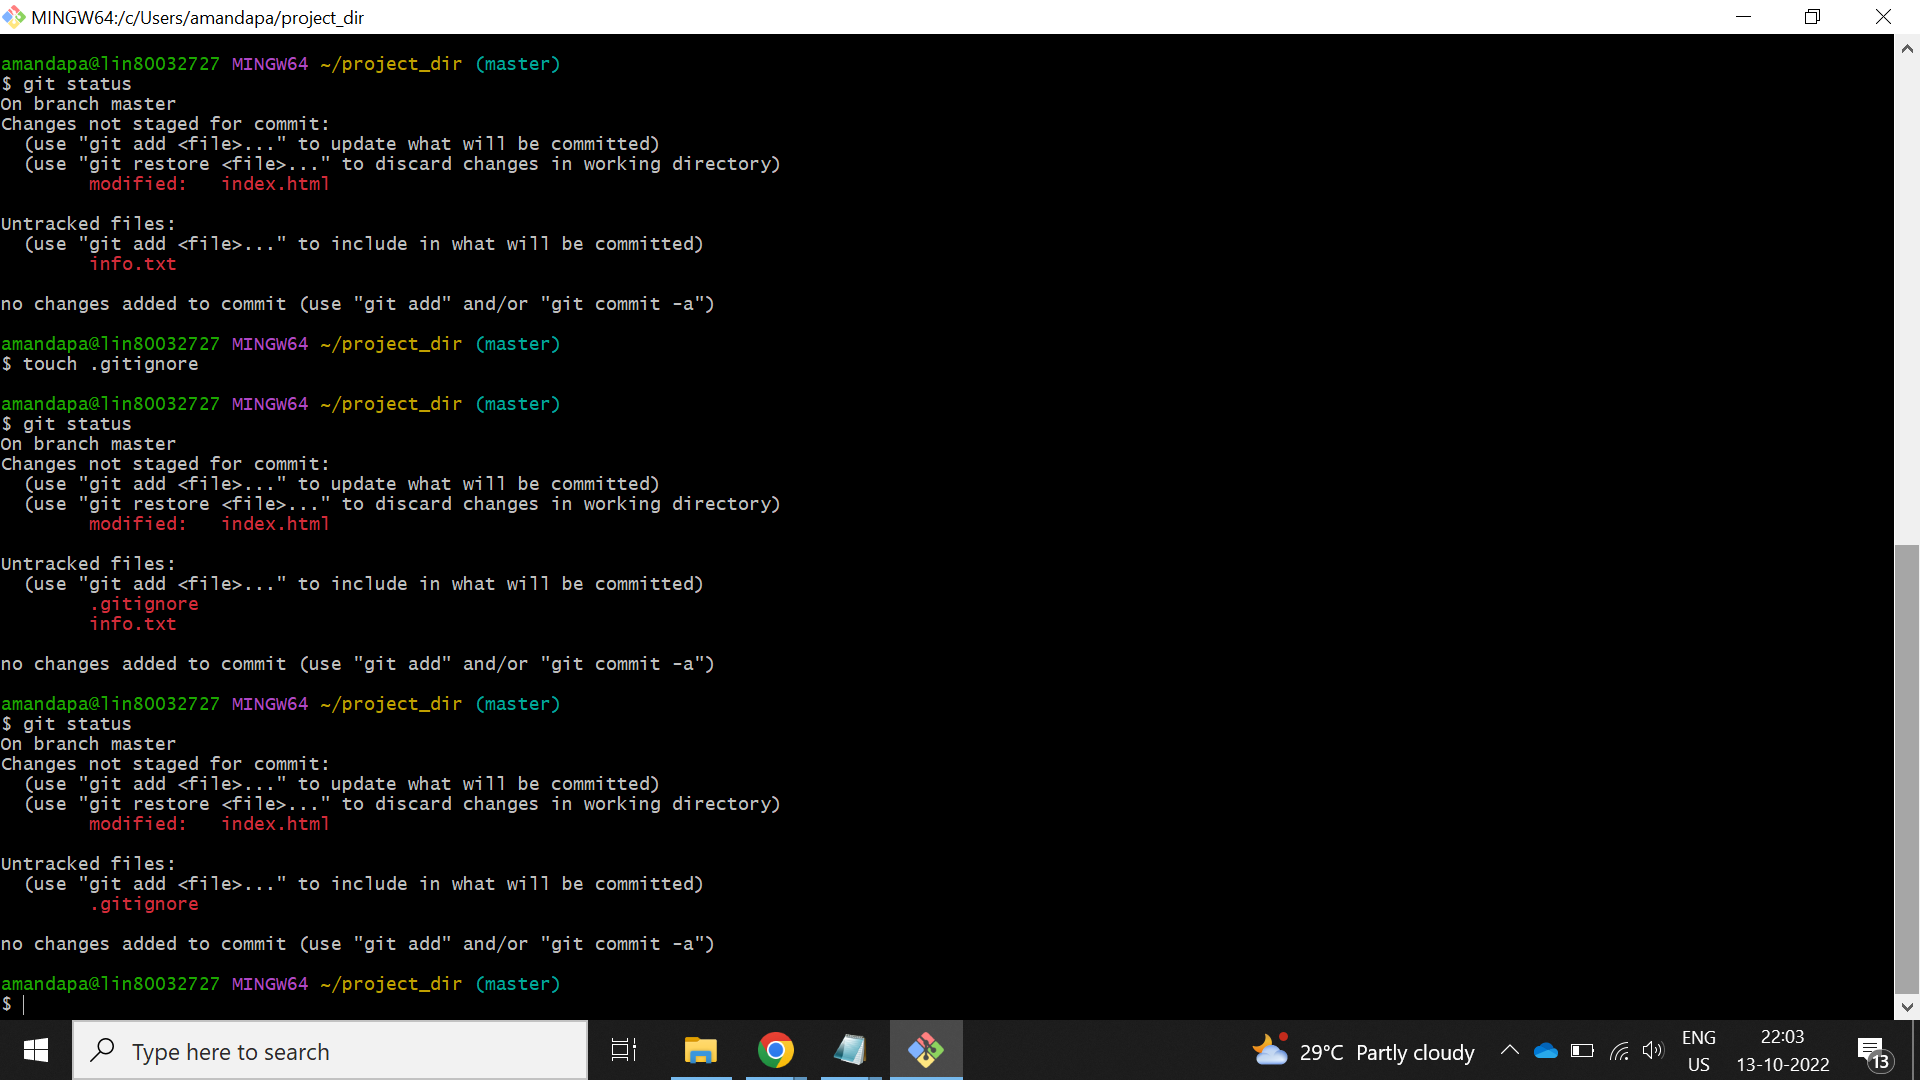 MINGW64:/c/Users/amandapa/project_dir
amandapa@lin80032727 MINGW64 ~/project_dir (master)
$ git status
On branch master
Changes not staged for commit:
  (use "git add <file>..." to update what will be committed)
  (use "git restore <file>..." to discard changes in working directory)
        modified:   index.html

Untracked files:
  (use "git add <file>..." to include in what will be committed)
        info.txt

no changes added to commit (use "git add" and/or "git commit -a")

amandapa@lin80032727 MINGW64 ~/project_dir (master)
$ touch .gitignore

amandapa@lin80032727 MINGW64 ~/project_dir (master)
$ git status
On branch master
Changes not staged for commit:
  (use "git add <file>..." to update what will be committed)
  (use "git restore <file>..." to discard changes in working directory)
        modified:   index.html

Untracked files:
  (use "git add <file>..." to include in what will be committed)
        .gitignore
        info.txt

no changes added to commit (use "git add" and/or "git commit -a")

amandapa@lin80032727 MINGW64 ~/project_dir (master)
$ git status
On branch master
Changes not staged for commit:
  (use "git add <file>..." to update what will be committed)
  (use "git restore <file>..." to discard changes in working directory)
        modified:   index.html

Untracked files:
  (use "git add <file>..." to include in what will be committed)
        .gitignore

no changes added to commit (use "git add" and/or "git commit -a")

amandapa@lin80032727 MINGW64 ~/project_dir (master)
$
Type here to search
29°C Partly cloudy
ENG
US
22:03
13-10-2022
13